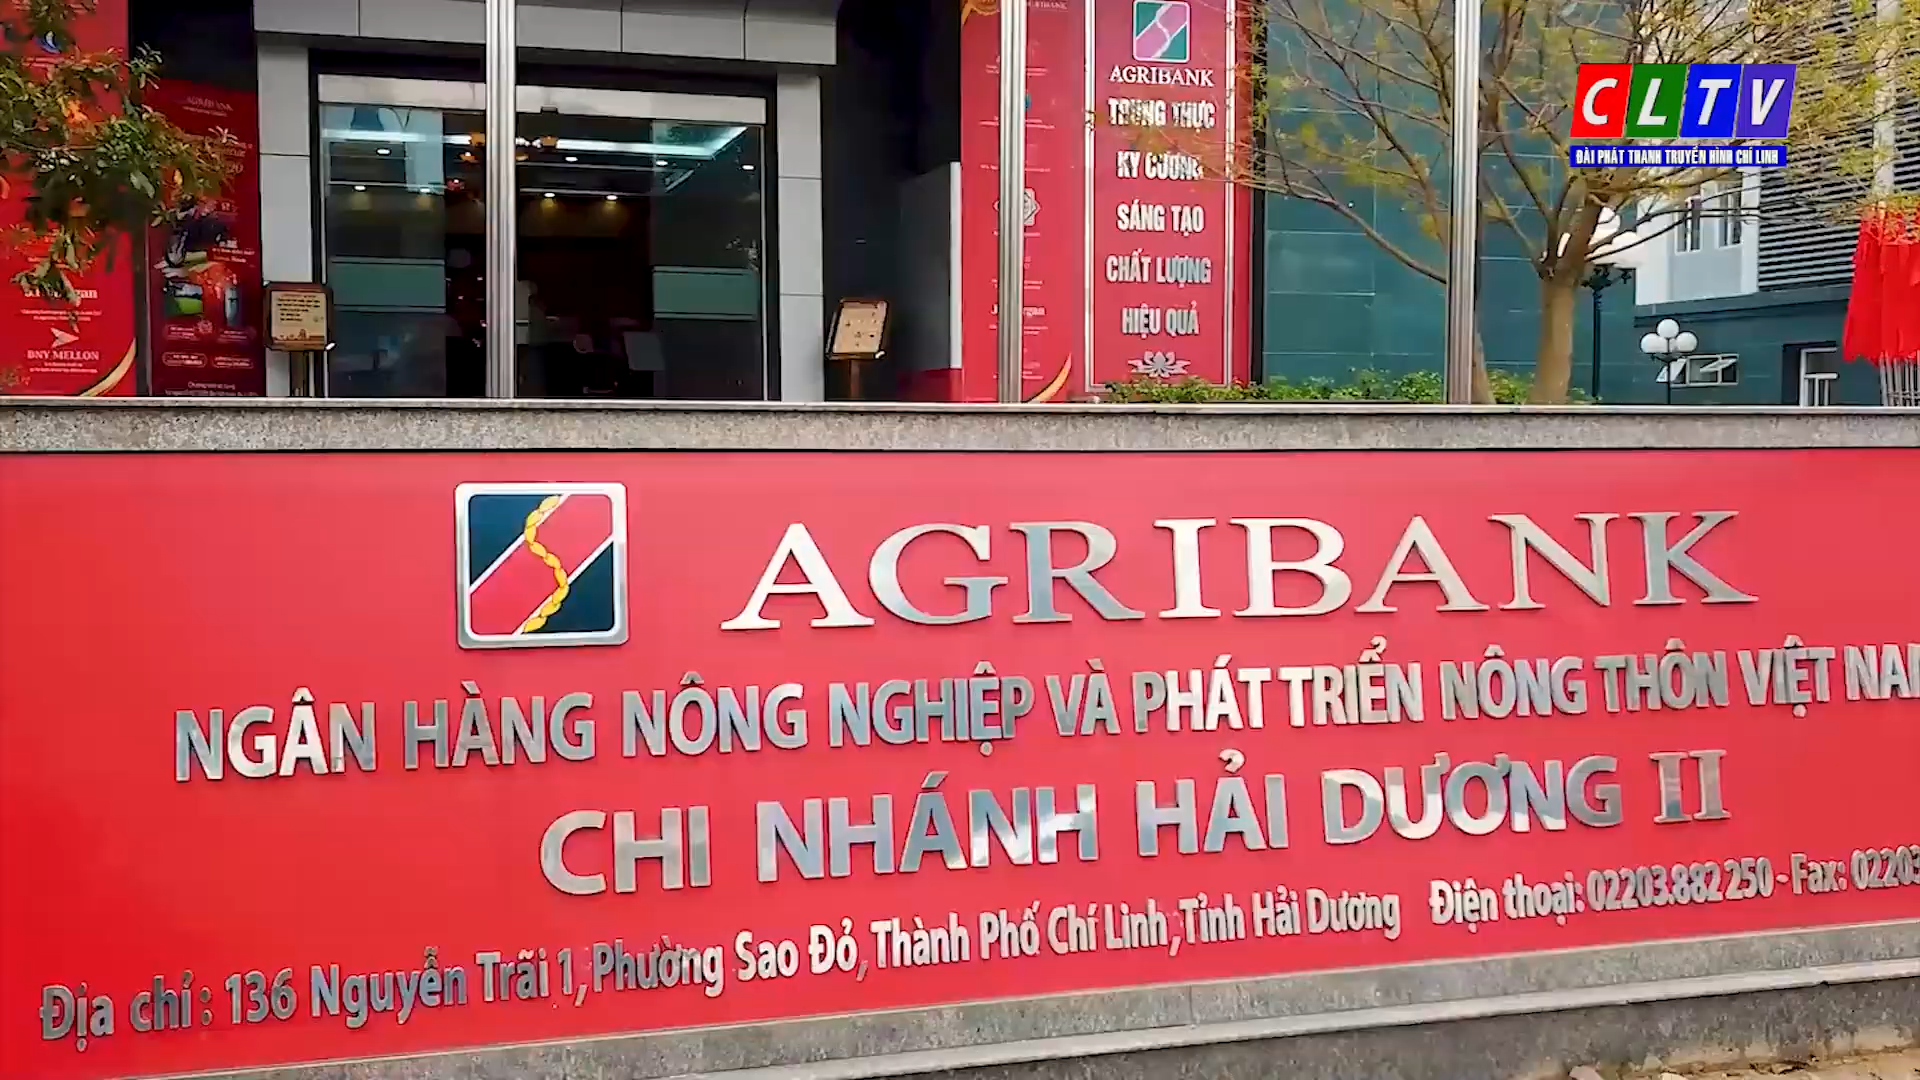 CLTV
ĐÀI PHÁT THANH TRUYỀN HÌNH CHÍ LINH
AGRIBANK
TRUNG THỰC
KỶ CƯƠNG
SÁNG TẠO
CHẤT LƯỢNG
HIỆU QUẢ
AGRIBANK
BNY MELLON
AGRIBANK
NGÂN HÀNG NÔNG NGHIỆP VÀ PHÁT TRIỂN NÔNG THÔN VIỆT NA
CHI NHÁNH HẢI DƯƠNG II
Địa chỉ : 136 Nguyễn Trãi 1, Phường Sao Đỏ, Thành Phố Chí Linh, Tỉnh Hải Dương Điện thoại: 02203.882 250 - Fax: 02203